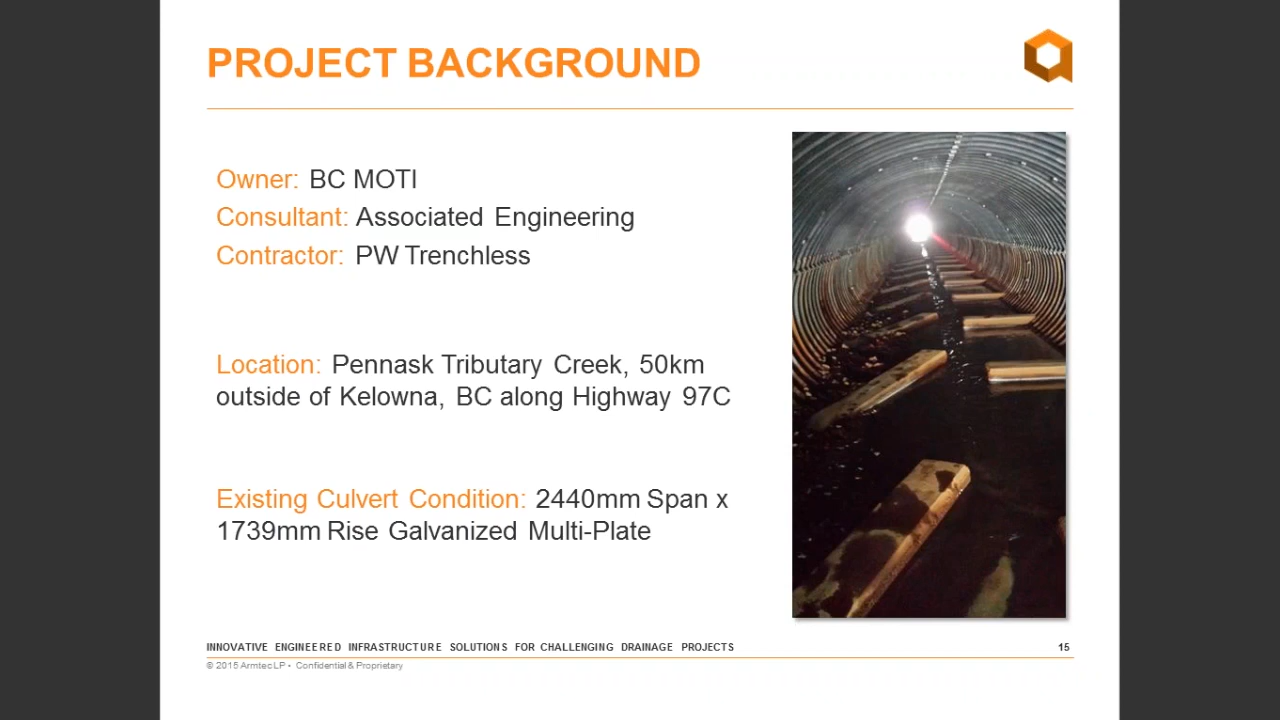 PROJECT BACKGROUND
Owner: BC MOTI
Consultant: Associated Engineering
Contractor: PW Trenchless
Location: Pennask Tributary Creek, 50km
outside of Kelowna, BC along Highway 97C
Existing Culvert Condition: 2440mm Span x
1739mm Rise Galvanized Multi-Plate
INNOVATIVE ENGINEERED INFRASTRUCTURE SOLUTIONS FOR CHALLENGING DRAINAGE PROJECTS 15
© 2015 Armtec LP • Confidential & Proprietary